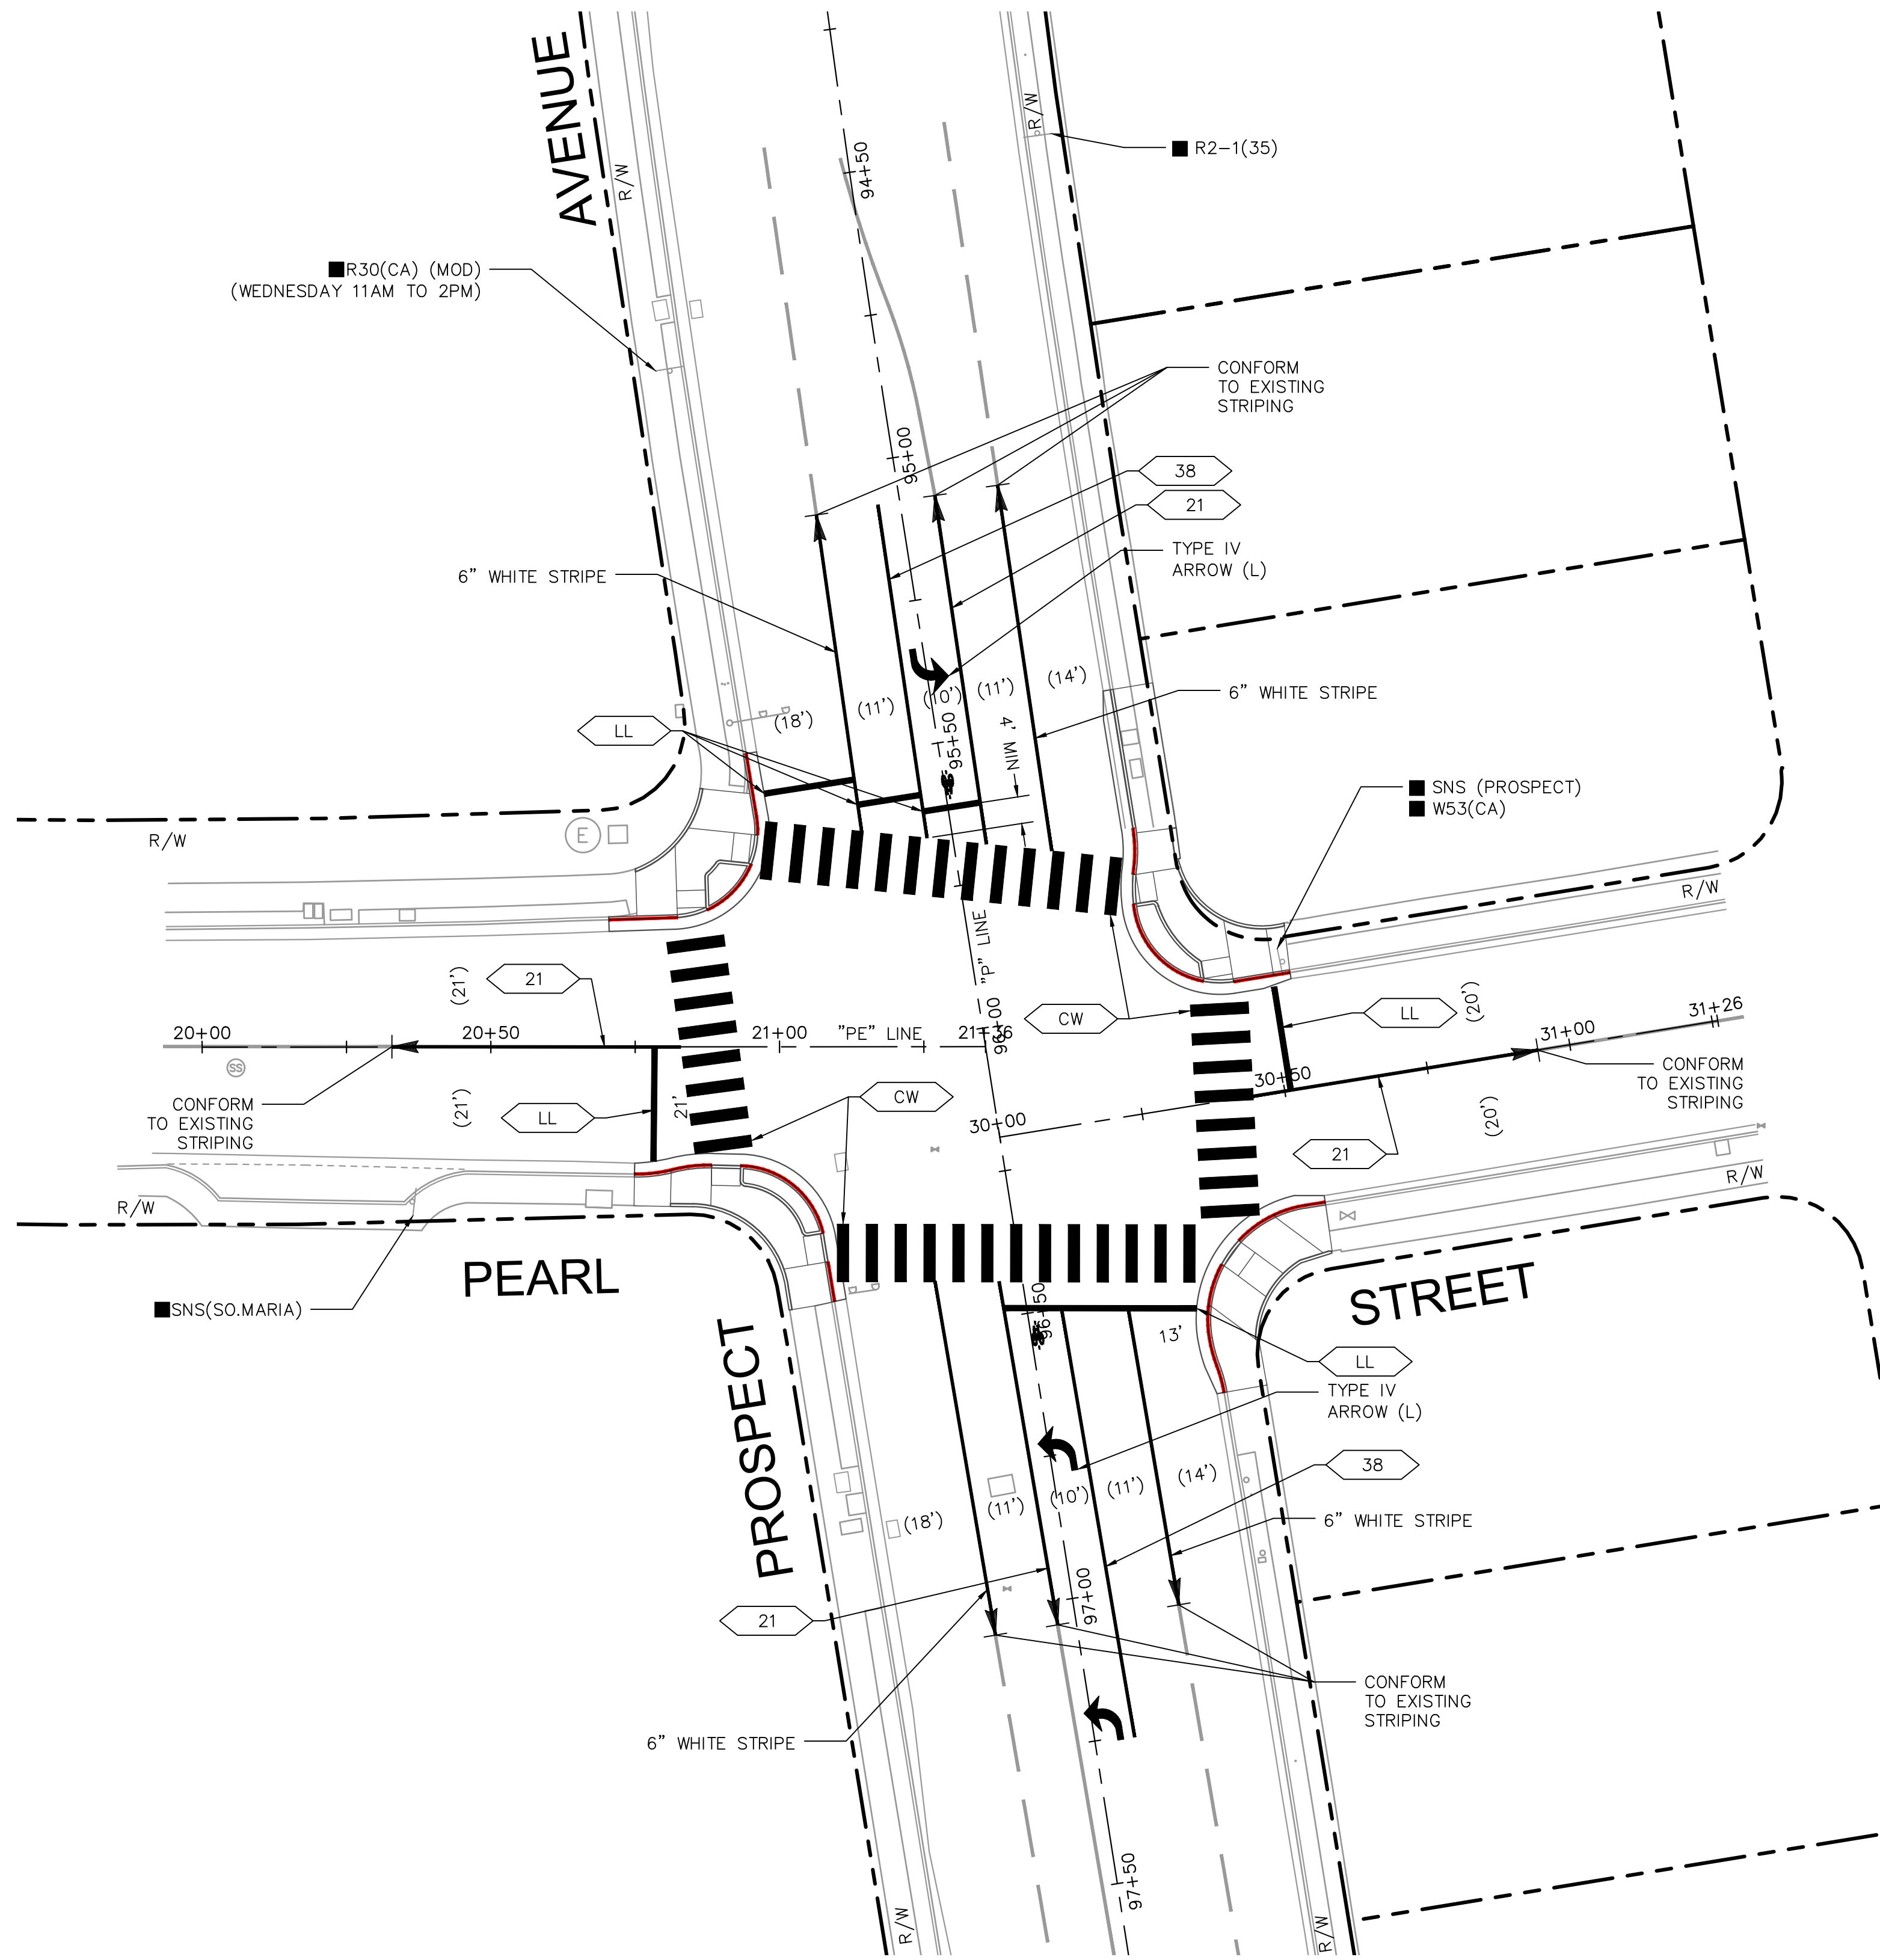 AVENUE
R/W
R/W
94+50
■ R2-1(35)
■R30(CA) (MOD)
(WEDNESDAY 11AM TO 2PM)
CONFORM
TO EXISTING
STRIPING
95+00
38
21
TYPE IV
ARROW (L)
6" WHITE STRIPE
(18')
(11')
(10')
(11')
(14')
6" WHITE STRIPE
LL
95+50
4' MIN
■ SNS (PROSPECT)
■ W53(CA)
E
R/W
R/W
"P" LINE
(21')
21
20+00
20+50
21+00
"PE" LINE
21+36
96+00
CW
LL
(20')
31+00
31+26
30+50
SS
CONFORM
TO EXISTING
STRIPING
(21')
LL
21'
CW
30+00
CONFORM
TO EXISTING
STRIPING
(20')
21
R/W
R/W
PEARL
STREET
■SNS(SO.MARIA)
96+50
13'
LL
TYPE IV
ARROW (L)
PROSPECT
38
(18')
(11')
(10')
(11')
(14')
6" WHITE STRIPE
97+00
21
CONFORM
TO EXISTING
STRIPING
6" WHITE STRIPE
97+50
R/W
R/W